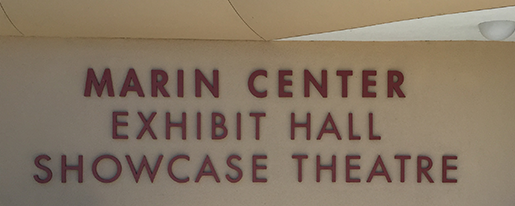 MARIN CENTER
EXHIBIT HALL
SHOWCASE THEATRE